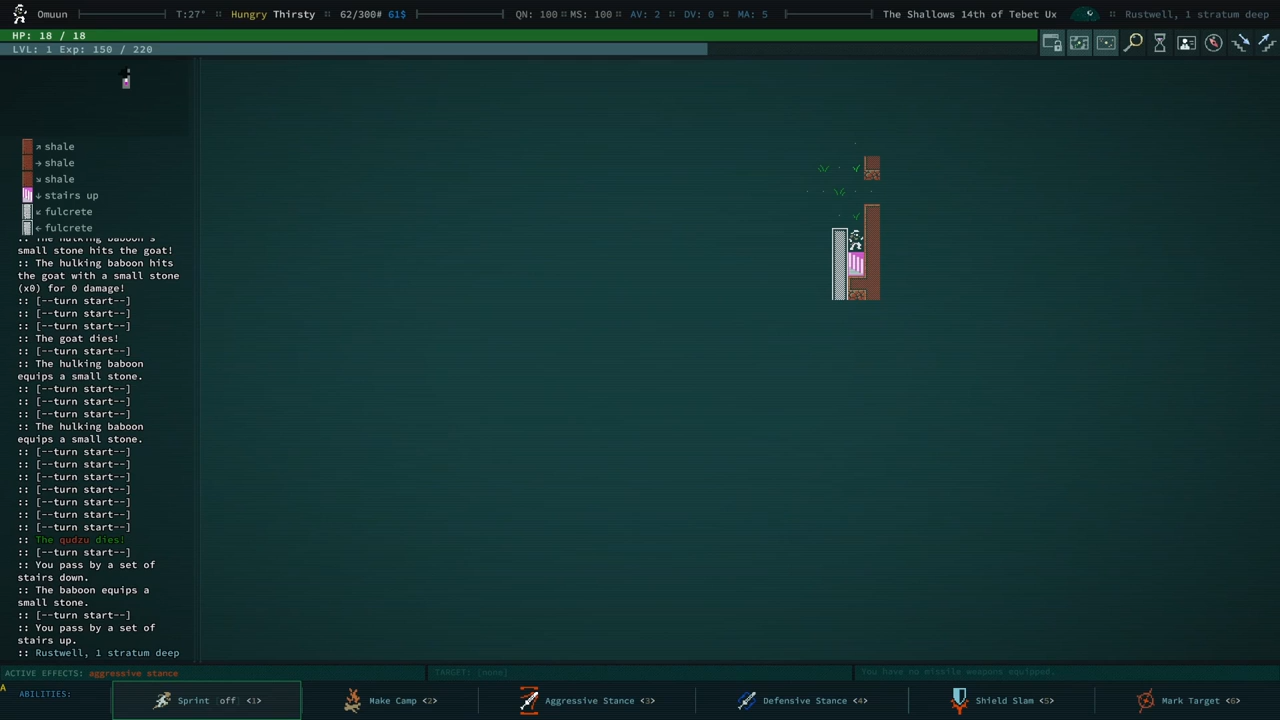 Omuun T:27° :: Hungry Thirsty :: 62/300# 61$ QN: 100 :: MS: 100 :: AV: 2 :: DV: 0 :: MA: 5 The Shallows 14th of Tebet Ux :: Rustwell, 1 stratum deep
HP: 18 / 18
LVL: 1 Exp: 150 / 220
shale
shale
shale
stairs up
fulcrete
fulcrete
:: The hulking baboon's
small stone hits the goat!
:: The hulking baboon hits
the goat with a small stone
(x0) for 0 damage!
:: [--turn start--]
:: [--turn start--]
:: [--turn start--]
:: The goat dies!
:: [--turn start--]
:: The hulking baboon
equips a small stone.
:: [--turn start--]
:: [--turn start--]
:: [--turn start--]
:: The hulking baboon
equips a small stone.
:: [--turn start--]
:: [--turn start--]
:: [--turn start--]
:: [--turn start--]
:: [--turn start--]
:: [--turn start--]
:: [--turn start--]
:: The qudzu dies!
:: [--turn start--]
:: You pass by a set of
stairs down.
:: The baboon equips a
small stone.
:: [--turn start--]
:: You pass by a set of
stairs up.
:: Rustwell, 1 stratum deep
ACTIVE EFFECTS: aggressive stance TARGET: [none] You have no missile weapons equipped.
A
ABILITIES: Sprint [off] <1> Make Camp <2> Aggressive Stance <3> Defensive Stance <4> Shield Slam <5> Mark Target <6>